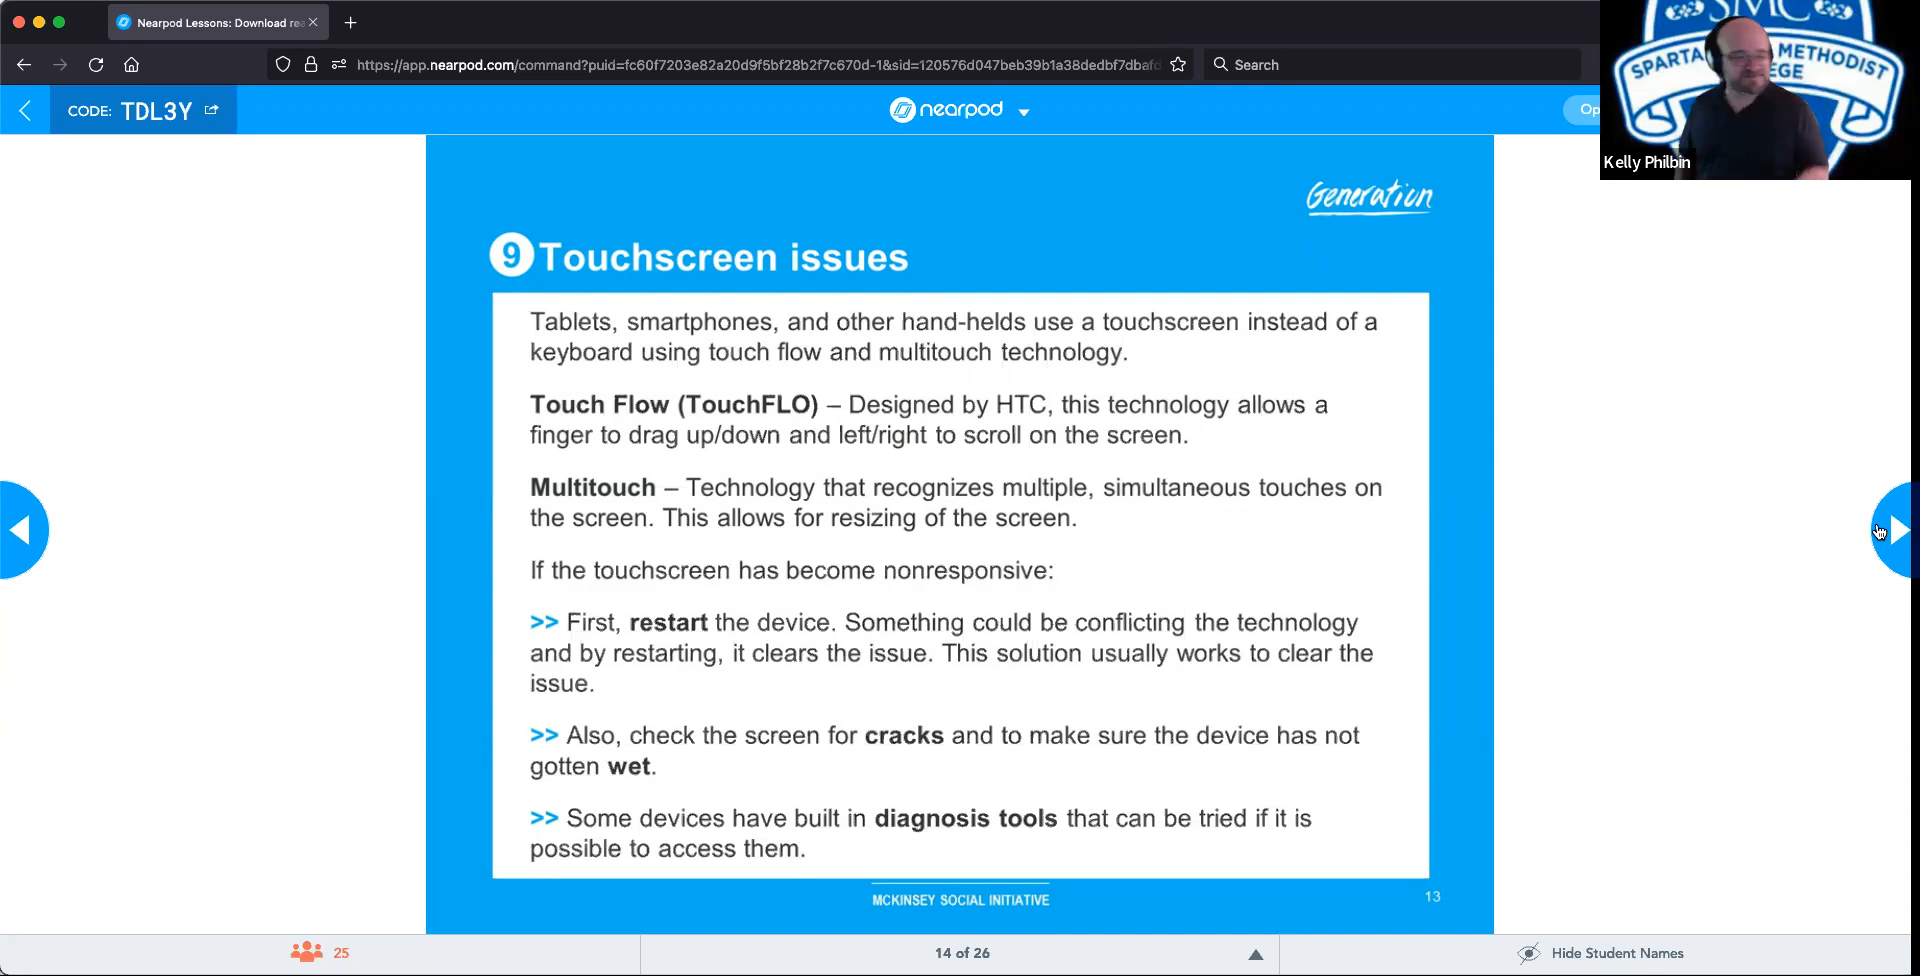 Nearpod Lessons: Download rea
https://app.nearpod.com/command?puid=fc60f7203e82a20d9f5bf28b2f7c670d-1&sid=120576d047beb39b1a38dedbf7dbafd
Search
CODE: TDL3Y
nearpod
Op
SMC
SPARTA METHODIST
EGE
Kelly Philbin
Generation
9 Touchscreen issues
Tablets, smartphones, and other hand-helds use a touchscreen instead of a
keyboard using touch flow and multitouch technology.
Touch Flow (TouchFLO) – Designed by HTC, this technology allows a
finger to drag up/down and left/right to scroll on the screen.
Multitouch – Technology that recognizes multiple, simultaneous touches on
the screen. This allows for resizing of the screen.
If the touchscreen has become nonresponsive:
>> First, restart the device. Something could be conflicting the technology
and by restarting, it clears the issue. This solution usually works to clear the
issue.
>> Also, check the screen for cracks and to make sure the device has not
gotten wet.
>> Some devices have built in diagnosis tools that can be tried if it is
possible to access them.
MCKINSEY SOCIAL INITIATIVE
13
25
14 of 26
Hide Student Names